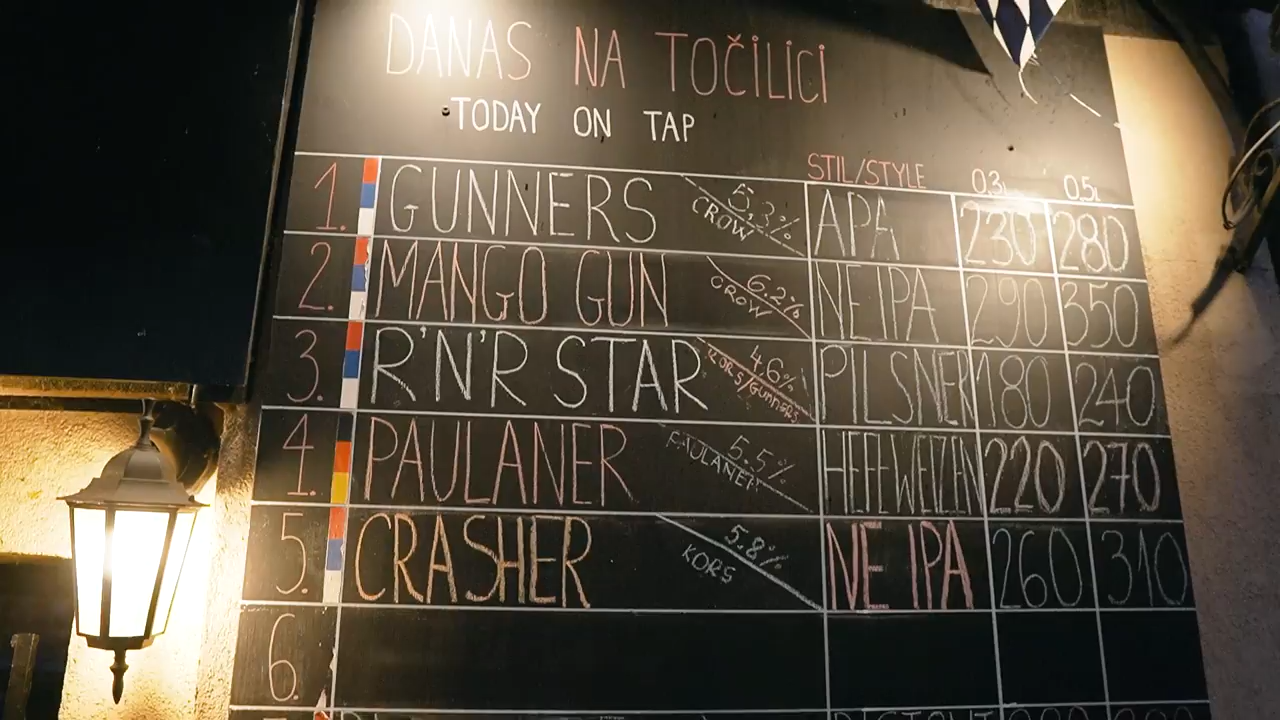 DANAS NA TOČILICI
TODAY ON TAP
STIL/STYLE 0.3L 0.5L
1. GUNNERS 5,3% CROW APA 230 280
2. MANGO GUN 6.2% CROW NEIPA 290 350
3. R'N'R STAR 4.6% KORS/GUNNERS PILSNER 180 240
4. PAULANER 5.5% PAULANER HEFEWEIZEN 220 270
5. CRASHER 5.8% KORS NE IPA 260 310
6.